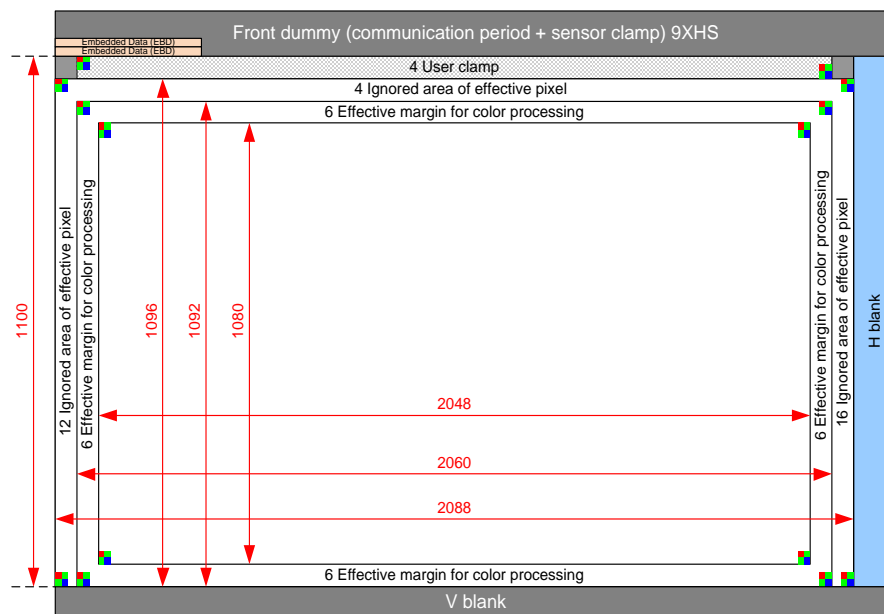 Front dummy (communication period + sensor clamp) 9XHS
Embedded Data (EBD)
Embedded Data (EBD)
4 User clamp
4 Ignored area of effective pixel
6 Effective margin for color processing
12 Ignored area of effective pixel
6 Effective margin for color processing
6 Effective margin for color processing
16 Ignored area of effective pixel
H blank
1100
1096
1092
1080
2048
2060
2088
6 Effective margin for color processing
V blank